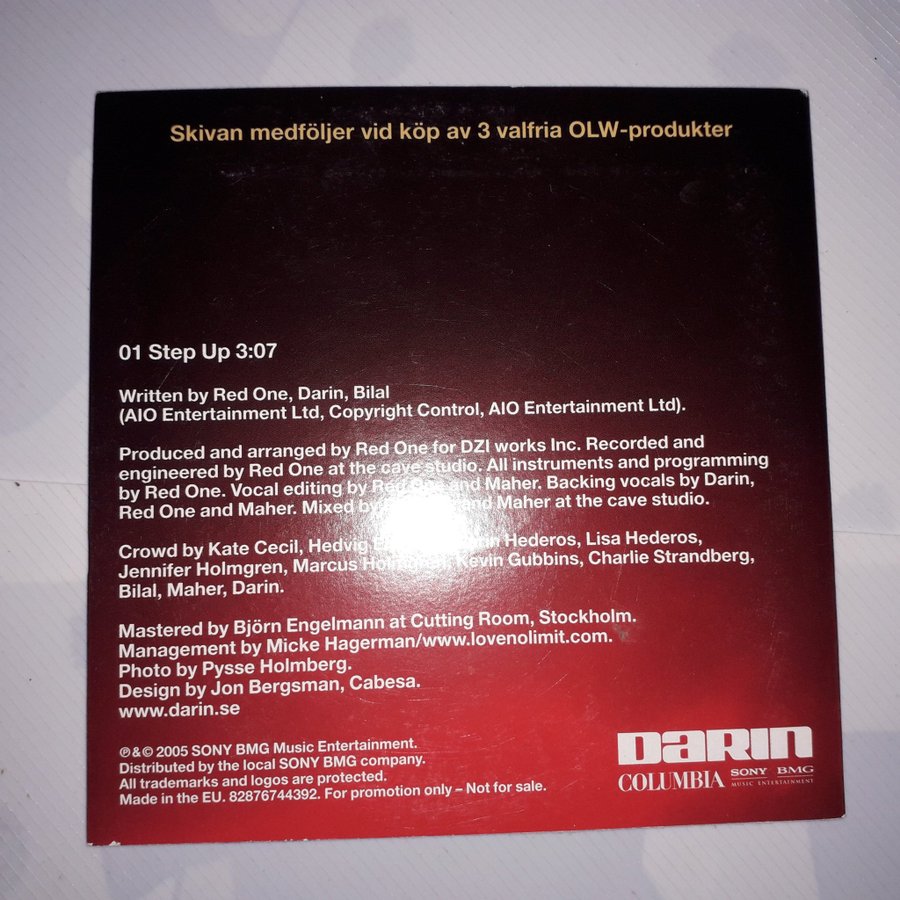 Skivan medföljer vid köp av 3 valfria OLW-produkter
01 Step Up 3:07
Written by Red One, Darin, Bilal
(AIO Entertainment Ltd, Copyright Control, AIO Entertainment Ltd).
Produced and arranged by Red One for DZI works Inc. Recorded and
engineered by Red One at the cave studio. All instruments and programming
by Red One. Vocal editing by Red One and Maher. Backing vocals by Darin,
Red One and Maher. Mixed by and Maher at the cave studio.
Crowd by Kate Cecil, Hedvig Hederos, Lisa Hederos,
Jennifer Holmgren, Marcus Holmgren, Kevin Gubbins, Charlie Strandberg,
Bilal, Maher, Darin.
Mastered by Björn Engelmann at Cutting Room, Stockholm.
Management by Micke Hagerman/www.lovenolimit.com.
Photo by Pysse Holmberg.
Design by Jon Bergsman, Cabesa.
www.darin.se
℗&© 2005 SONY BMG Music Entertainment.
Distributed by the local SONY BMG company.
All trademarks and logos are protected.
Made in the EU. 82876744392. For promotion only – Not for sale.
DARIN
COLUMBIA SONY BMG
MUSIC ENTERTAINMENT